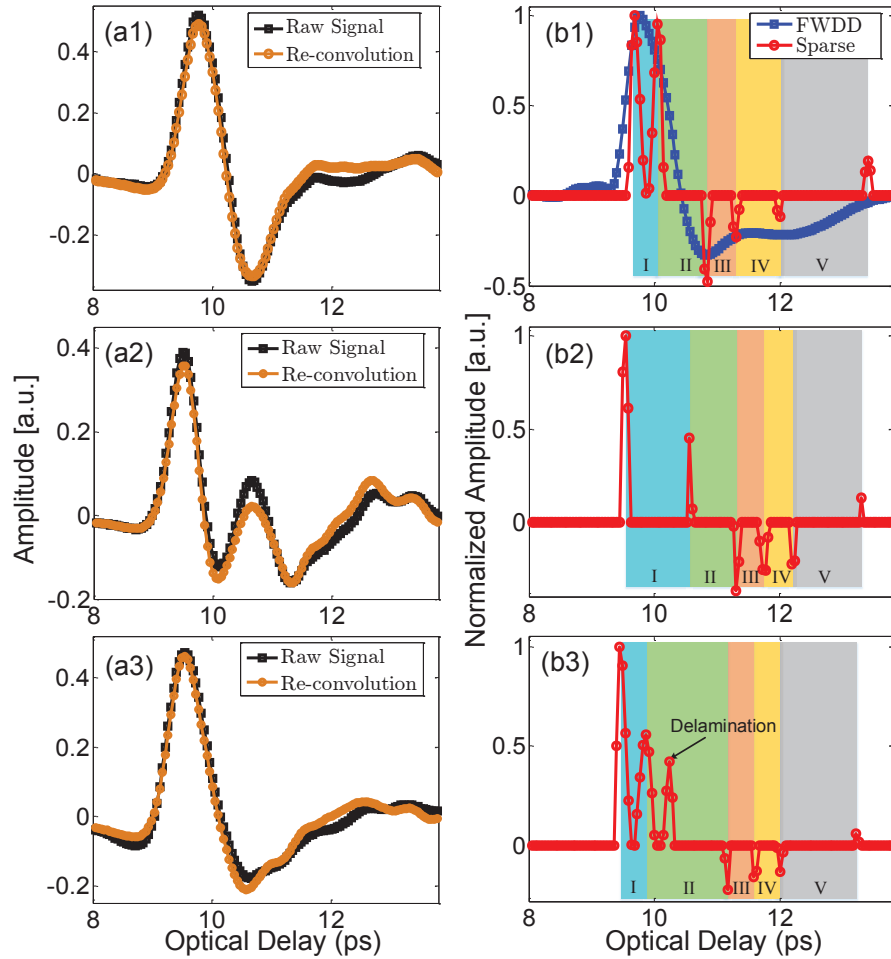 (a1)
Raw Signal
Re-convolution
0.4
0.2
0
-0.2
8
10
12
(b1)
FWDD
Sparse
1
0.5
0
-0.5
I
II
III
IV
V
8
10
12
(a2)
Raw Signal
Re-convolution
0.4
0.2
0
-0.2
8
10
12
Amplitude [a.u.]
(b2)
1
0.5
0
I
II
III
IV
V
8
10
12
Normalized Amplitude [a.u.]
(a3)
Raw Signal
Re-convolution
0.4
0.2
0
-0.2
8
10
12
Optical Delay (ps)
(b3)
Delamination
1
0.5
0
I
II
III
IV
V
8
10
12
Optical Delay (ps)